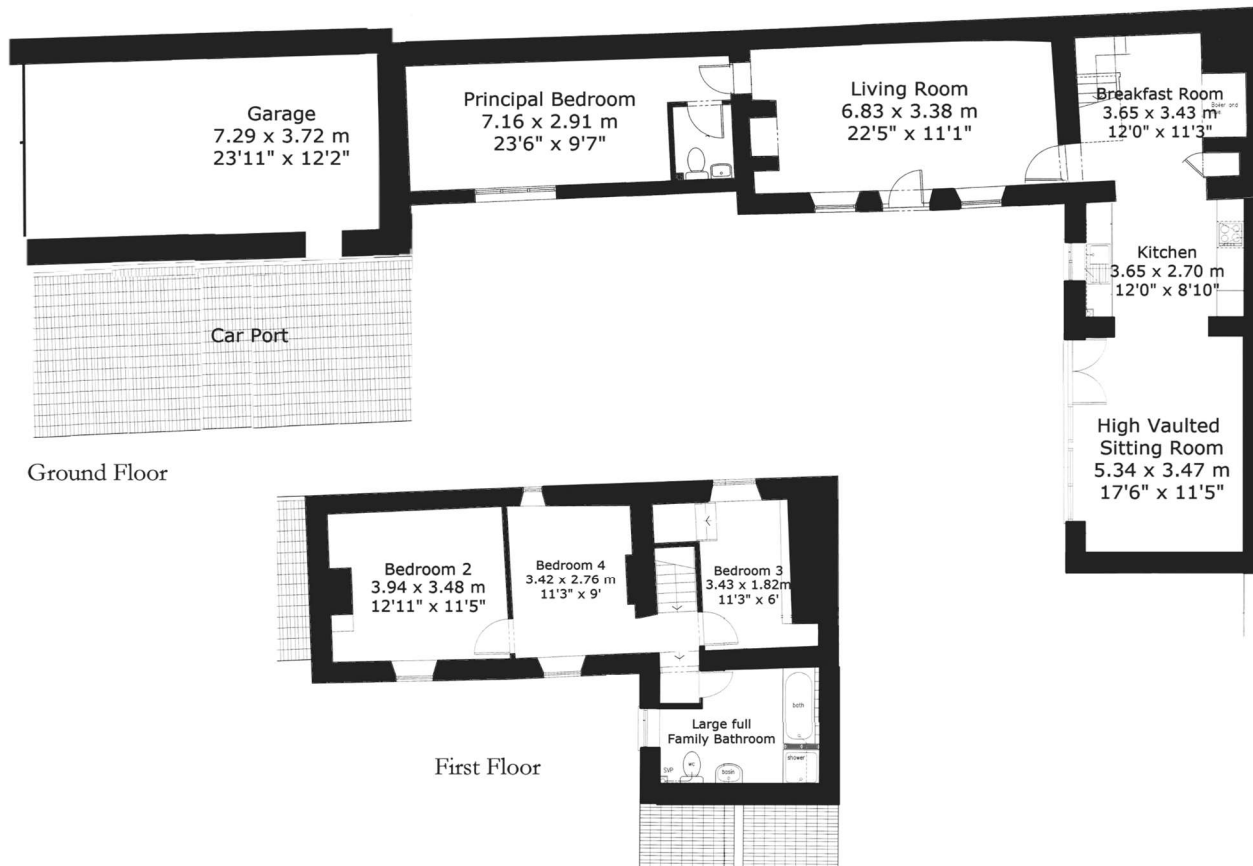 Garage
7.29 x 3.72 m
23'11" x 12'2"
Principal Bedroom
7.16 x 2.91 m
23'6" x 9'7"
Living Room
6.83 x 3.38 m
22'5" x 11'1"
Breakfast Room
3.65 x 3.43 m
12'0" x 11'3"
Boiler and
Kitchen
3.65 x 2.70 m
12'0" x 8'10"
Car Port
High Vaulted
Sitting Room
5.34 x 3.47 m
17'6" x 11'5"
Ground Floor
Bedroom 2
3.94 x 3.48 m
12'11" x 11'5"
Bedroom 4
3.42 x 2.76 m
11'3" x 9'
Bedroom 3
3.43 x 1.82m
11'3" x 6'
Large full
Family Bathroom
bath
shower
SVP
WC
basin
First Floor